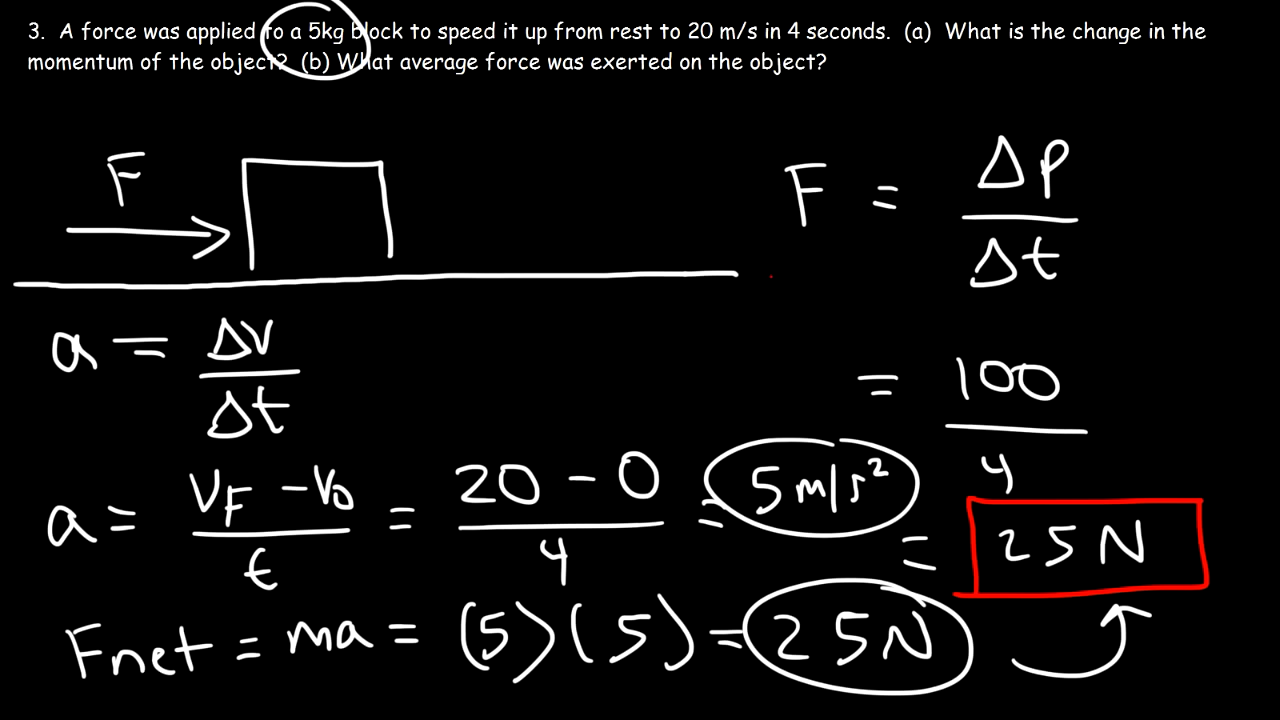 3. A force was applied to a 5kg block to speed it up from rest to 20 m/s in 4 seconds. (a) What is the change in the
momentum of the object? (b) What average force was exerted on the object?
F
F = Δp / Δt
a = Δv / Δt
= 100 / 4
a = VF - V0 / t = 20 - 0 / 4 = 5 m/s²
= 25 N
Fnet = ma = (5)(5) = 25N